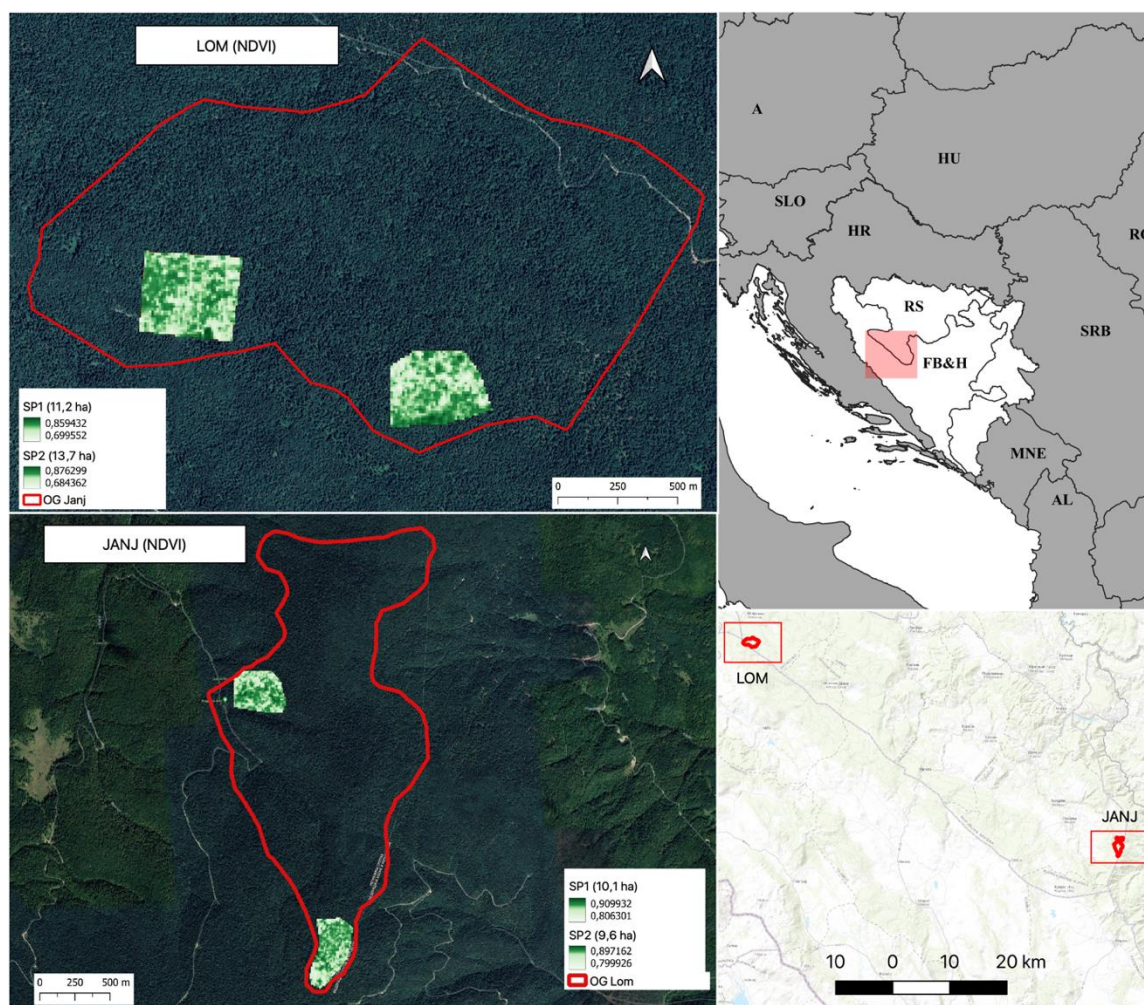 LOM (NDVI)
SP1 (11,2 ha)
0,859432
0,699552
SP2 (13,7 ha)
0,876299
0,684362
OG Janj
0 250 500 m
JANJ (NDVI)
SP1 (10,1 ha)
0,909932
0,806301
SP2 (9,6 ha)
0,897162
0,799926
OG Lom
0 250 500 m
A
HU
SLO
HR
RO
RS
SRB
FB&H
MNE
AL
LOM
JANJ
10 0 10 20 km